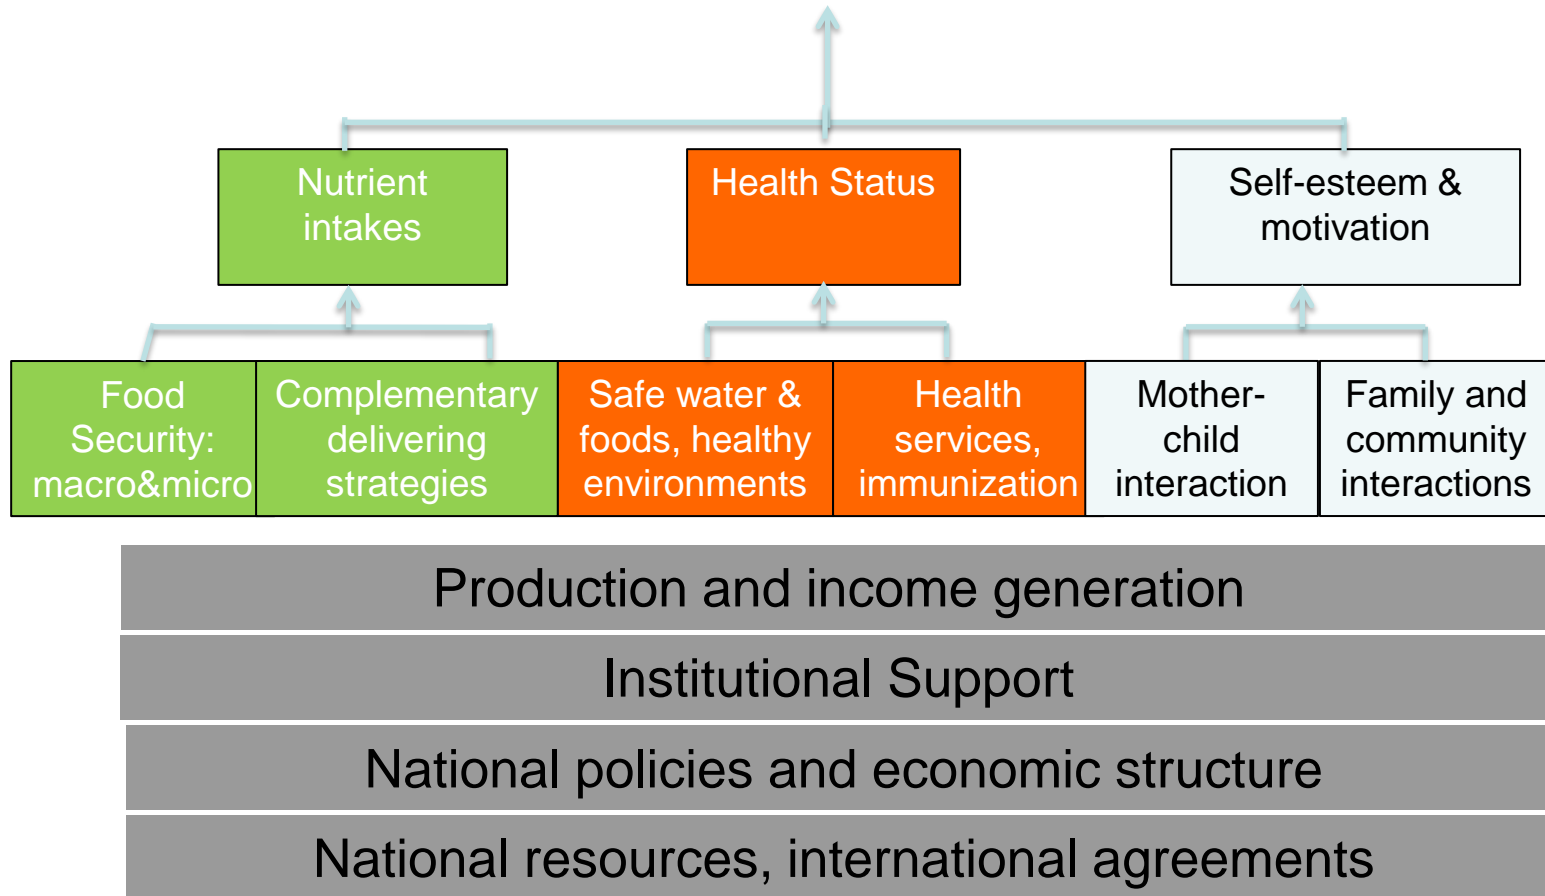 Nutrient
intakes
Health Status
Self-esteem &
motivation
Food
Security:
macro&micro
Complementary
delivering
strategies
Safe water &
foods, healthy
environments
Health
services,
immunization
Mother-
child
interaction
Family and
community
interactions
Production and income generation
Institutional Support
National policies and economic structure
National resources, international agreements